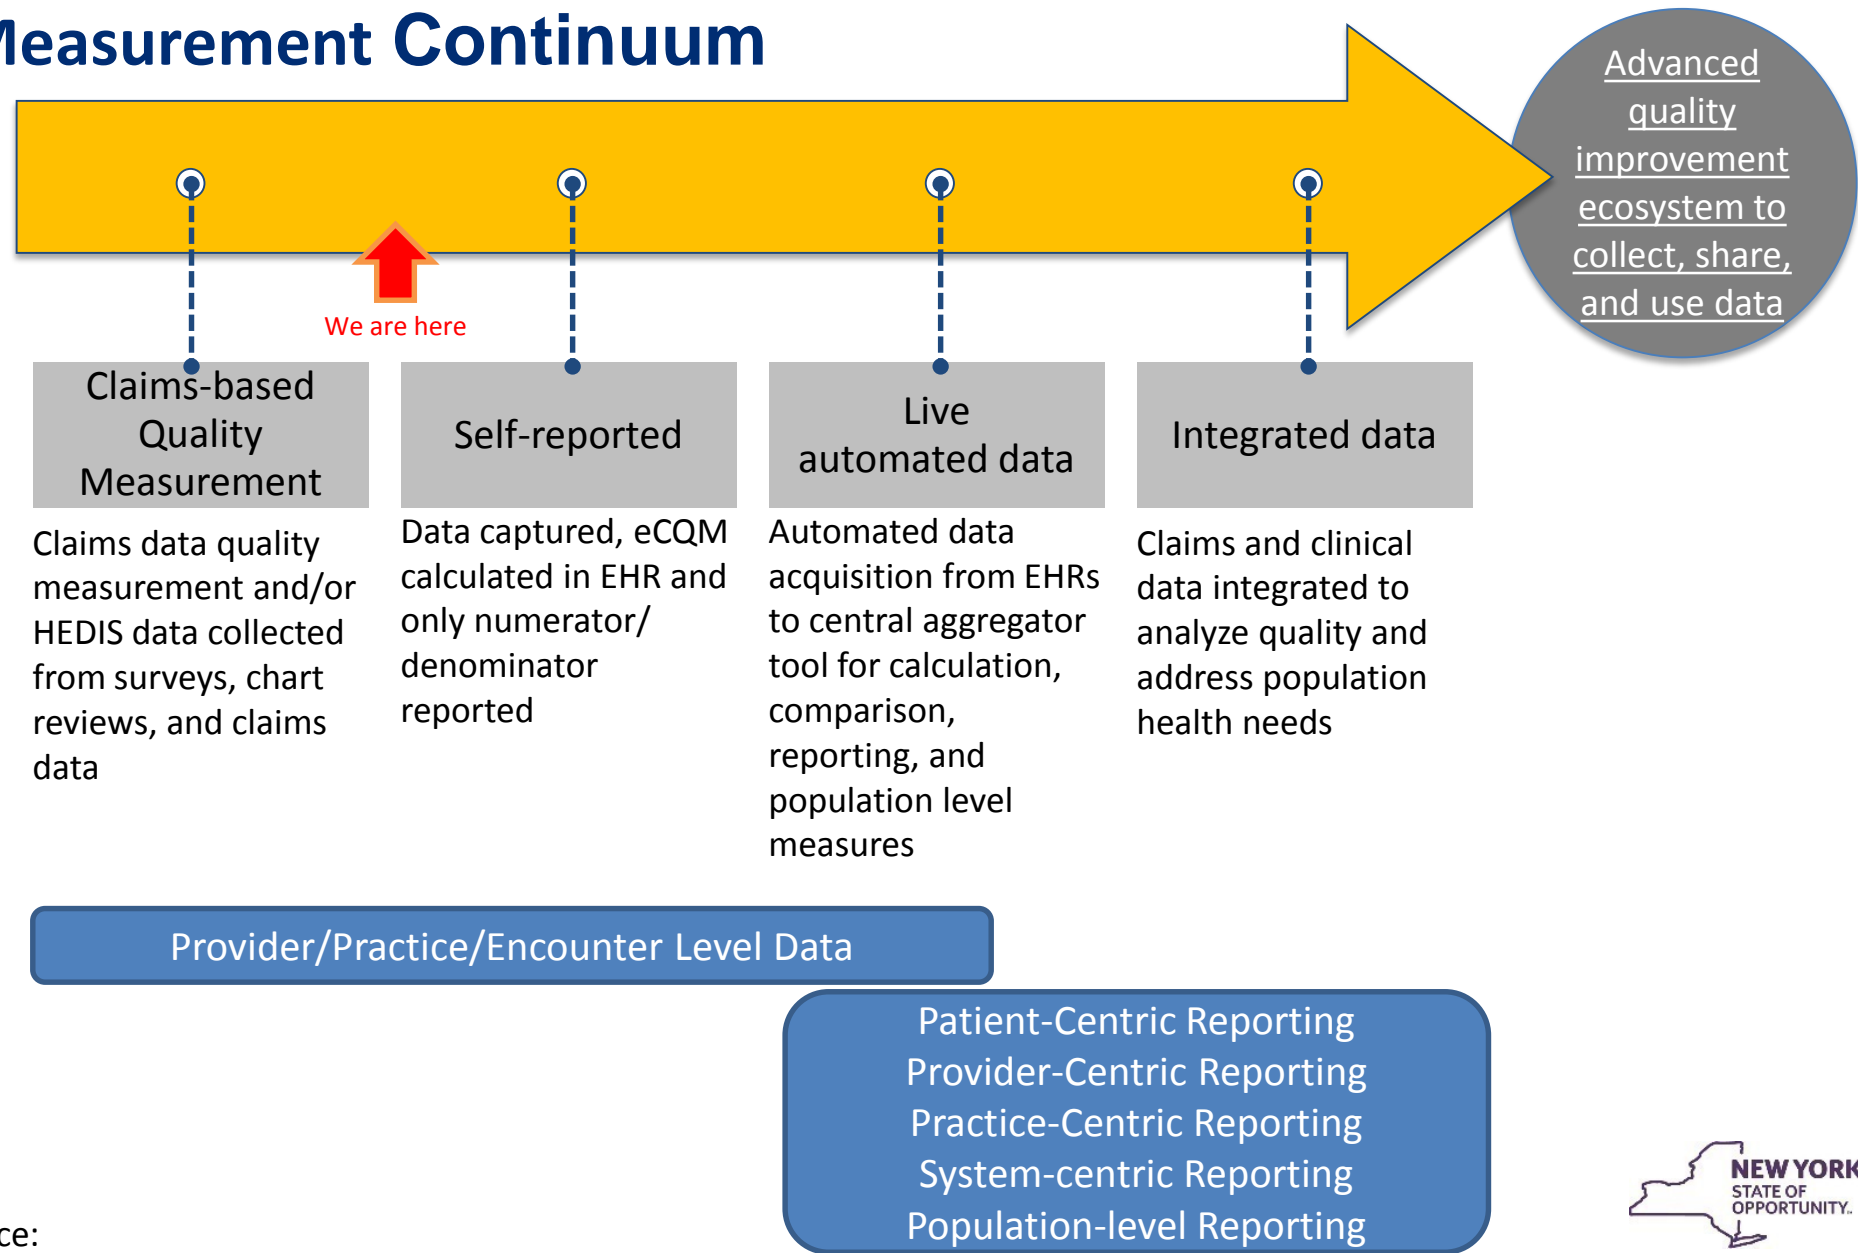 Measurement Continuum
Advanced
quality
improvement
ecosystem to
collect, share,
and use data
We are here
Claims-based
Quality
Measurement
Self-reported
Live
automated data
Integrated data
Claims data quality
measurement and/or
HEDIS data collected
from surveys, chart
reviews, and claims
data
Data captured, eCQM
calculated in EHR and
only numerator/
denominator
reported
Automated data
acquisition from EHRs
to central aggregator
tool for calculation,
comparison,
reporting, and
population level
measures
Claims and clinical
data integrated to
analyze quality and
address population
health needs
Provider/Practice/Encounter Level Data
Patient-Centric Reporting
Provider-Centric Reporting
Practice-Centric Reporting
System-centric Reporting
Population-level Reporting
NEW YORK
STATE OF
OPPORTUNITY™
ce: